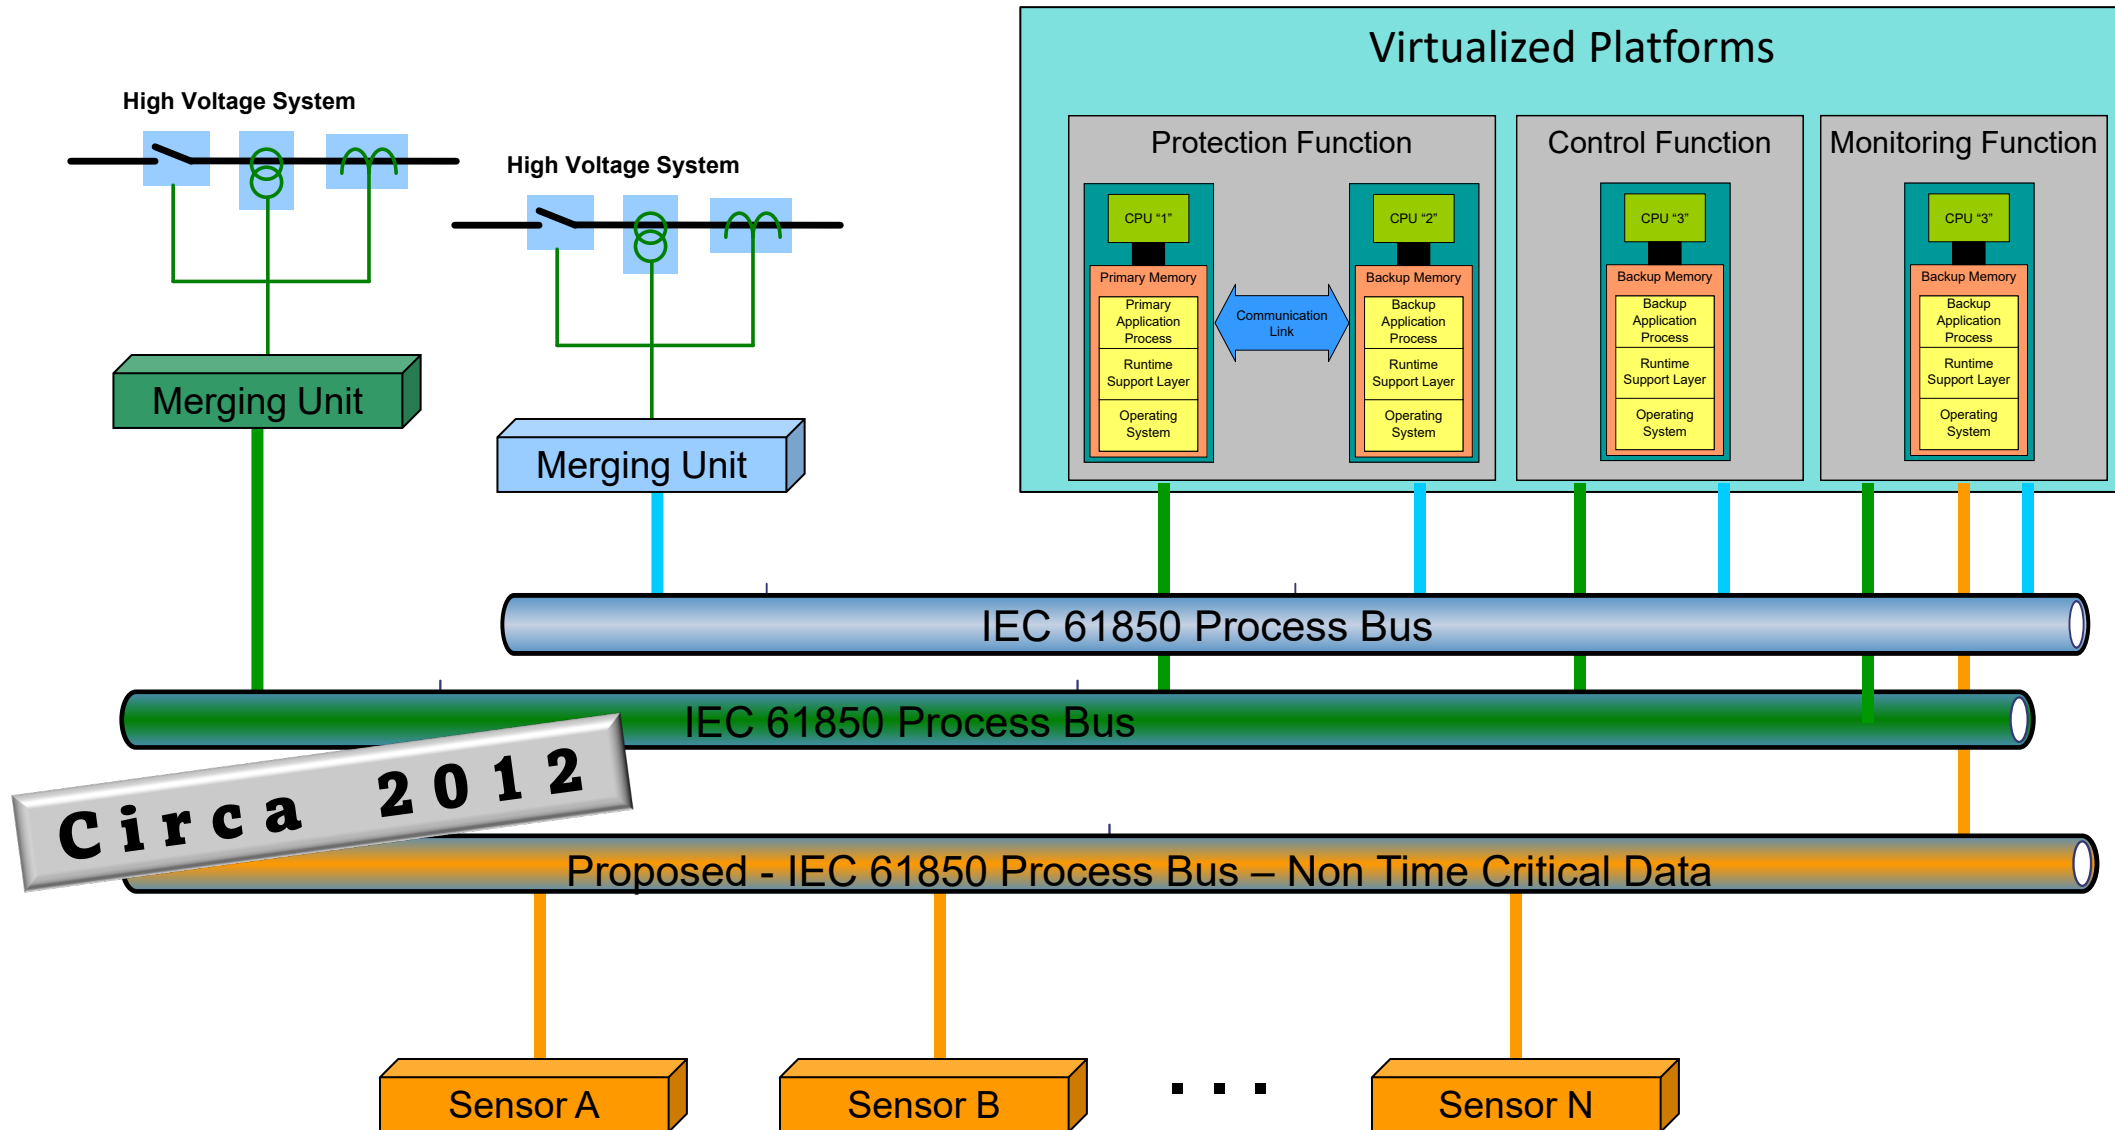 Virtualized Platforms
High Voltage System
High Voltage System
Protection Function
Control Function
Monitoring Function
CPU “1”
Primary Memory
Primary
Application
Process
Runtime
Support Layer
Operating
System
Communication
Link
CPU “2”
Backup Memory
Backup
Application
Process
Runtime
Support Layer
Operating
System
CPU “3”
Backup Memory
Backup
Application
Process
Runtime
Support Layer
Operating
System
CPU “3”
Backup Memory
Backup
Application
Process
Runtime
Support Layer
Operating
System
Merging Unit
Merging Unit
IEC 61850 Process Bus
IEC 61850 Process Bus
Circa 2012
Proposed - IEC 61850 Process Bus – Non Time Critical Data
Sensor A
Sensor B
. . .
Sensor N